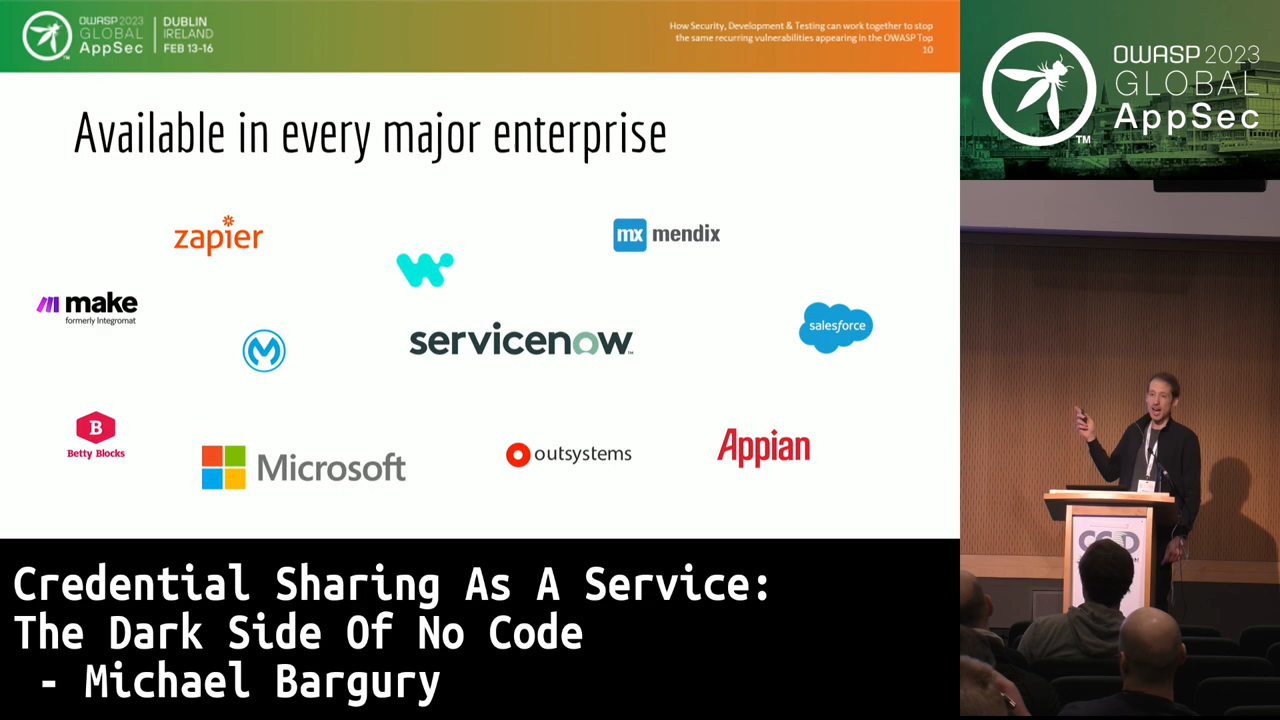 OWASP 2023
GLOBAL
AppSec
DUBLIN
IRELAND
FEB 13-16
TM
How Security, Development & Testing can work together to stop
the same recurring vulnerabilities appearing in the OWASP Top
10
OWASP 2023
GLOBAL
AppSec
TM
Available in every major enterprise
zapier
mx mendix
make
formerly Integromat
servicenow
salesforce
B
Betty Blocks
Microsoft
outsystems
Appian
Credential Sharing As A Service:
The Dark Side Of No Code
- Michael Bargury